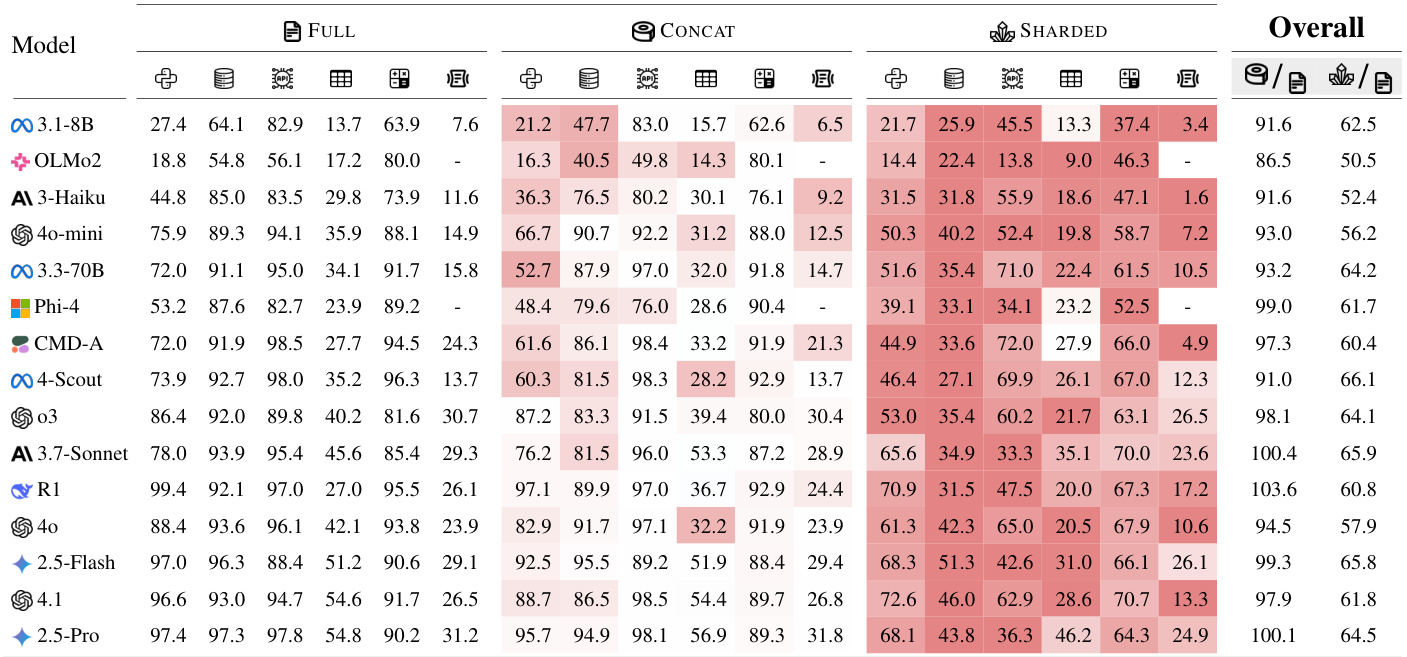 Model FULL CONCAT SHARDED Overall
API API API / /
3.1-8B 27.4 64.1 82.9 13.7 63.9 7.6 21.2 47.7 83.0 15.7 62.6 6.5 21.7 25.9 45.5 13.3 37.4 3.4 91.6 62.5
OLMo2 18.8 54.8 56.1 17.2 80.0 - 16.3 40.5 49.8 14.3 80.1 - 14.4 22.4 13.8 9.0 46.3 - 86.5 50.5
3-Haiku 44.8 85.0 83.5 29.8 73.9 11.6 36.3 76.5 80.2 30.1 76.1 9.2 31.5 31.8 55.9 18.6 47.1 1.6 91.6 52.4
4o-mini 75.9 89.3 94.1 35.9 88.1 14.9 66.7 90.7 92.2 31.2 88.0 12.5 50.3 40.2 52.4 19.8 58.7 7.2 93.0 56.2
3.3-70B 72.0 91.1 95.0 34.1 91.7 15.8 52.7 87.9 97.0 32.0 91.8 14.7 51.6 35.4 71.0 22.4 61.5 10.5 93.2 64.2
Phi-4 53.2 87.6 82.7 23.9 89.2 - 48.4 79.6 76.0 28.6 90.4 - 39.1 33.1 34.1 23.2 52.5 - 99.0 61.7
CMD-A 72.0 91.9 98.5 27.7 94.5 24.3 61.6 86.1 98.4 33.2 91.9 21.3 44.9 33.6 72.0 27.9 66.0 4.9 97.3 60.4
4-Scout 73.9 92.7 98.0 35.2 96.3 13.7 60.3 81.5 98.3 28.2 92.9 13.7 46.4 27.1 69.9 26.1 67.0 12.3 91.0 66.1
o3 86.4 92.0 89.8 40.2 81.6 30.7 87.2 83.3 91.5 39.4 80.0 30.4 53.0 35.4 60.2 21.7 63.1 26.5 98.1 64.1
3.7-Sonnet 78.0 93.9 95.4 45.6 85.4 29.3 76.2 81.5 96.0 53.3 87.2 28.9 65.6 34.9 33.3 35.1 70.0 23.6 100.4 65.9
R1 99.4 92.1 97.0 27.0 95.5 26.1 97.1 89.9 97.0 36.7 92.9 24.4 70.9 31.5 47.5 20.0 67.3 17.2 103.6 60.8
4o 88.4 93.6 96.1 42.1 93.8 23.9 82.9 91.7 97.1 32.2 91.9 23.9 61.3 42.3 65.0 20.5 67.9 10.6 94.5 57.9
2.5-Flash 97.0 96.3 88.4 51.2 90.6 29.1 92.5 95.5 89.2 51.9 88.4 29.4 68.3 51.3 42.6 31.0 66.1 26.1 99.3 65.8
4.1 96.6 93.0 94.7 54.6 91.7 26.5 88.7 86.5 98.5 54.4 89.7 26.8 72.6 46.0 62.9 28.6 70.7 13.3 97.9 61.8
2.5-Pro 97.4 97.3 97.8 54.8 90.2 31.2 95.7 94.9 98.1 56.9 89.3 31.8 68.1 43.8 36.3 46.2 64.3 24.9 100.1 64.5